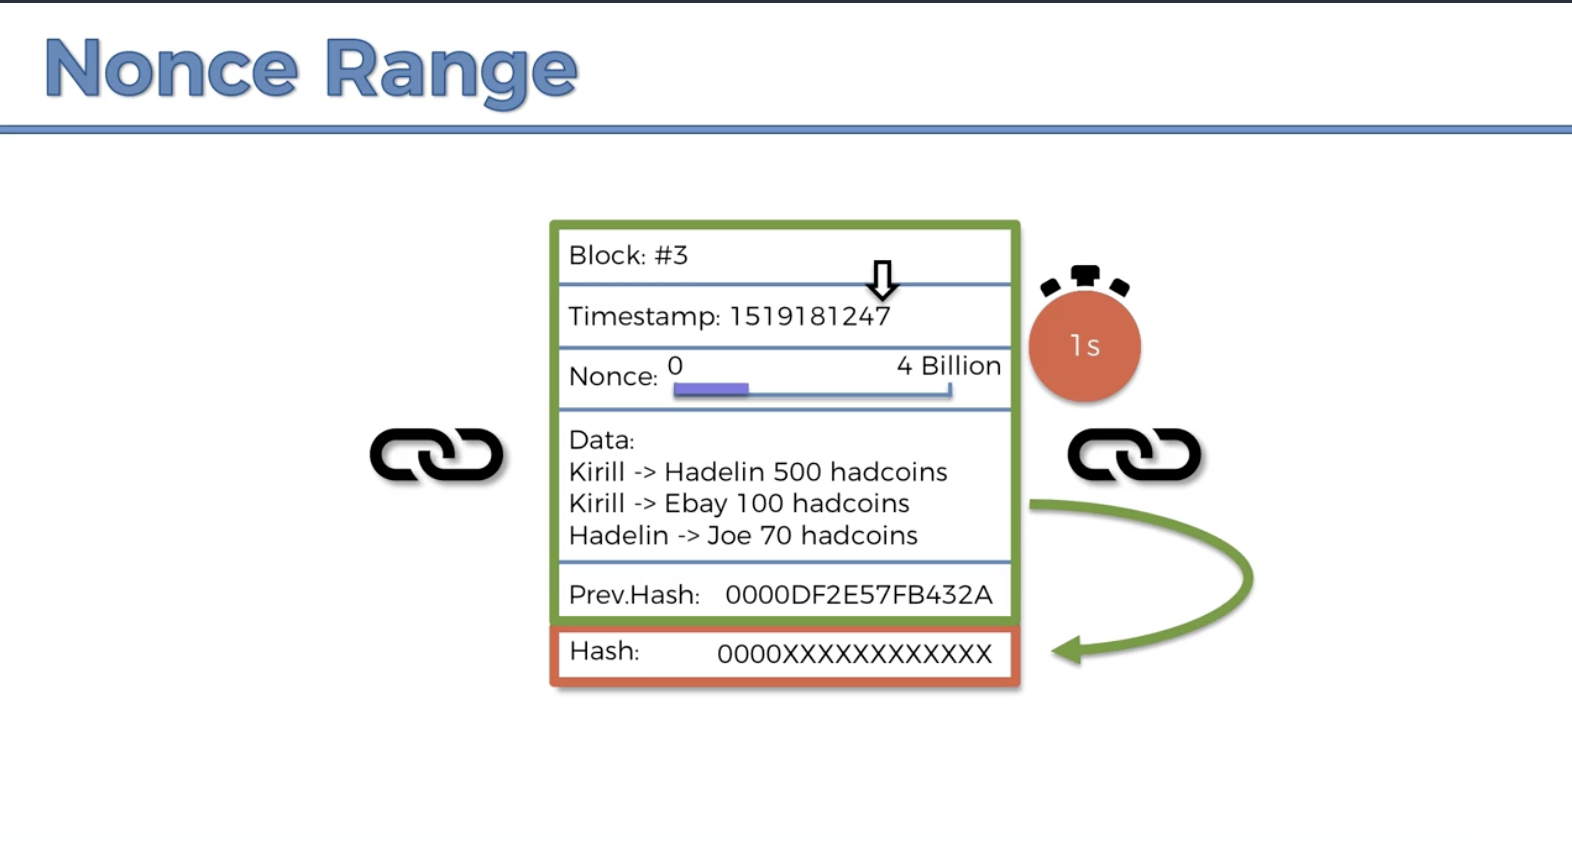 Nonce Range
Block: #3
Timestamp: 1519181247
1s
0
4 Billion
Nonce:
Data:
Kirill -> Hadelin 500 hadcoins
Kirill -> Ebay 100 hadcoins
Hadelin -> Joe 70 hadcoins
Prev.Hash: 0000DF2E57FB432A
Hash: 0000XXXXXXXXXXXX